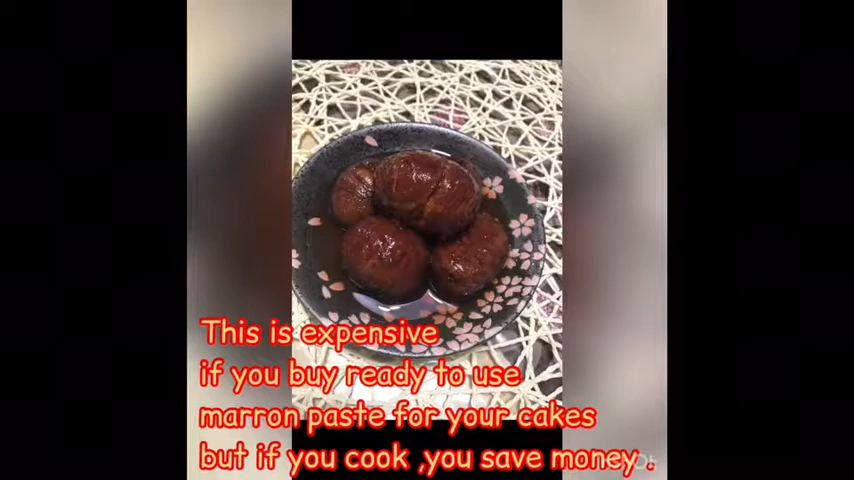 This is expensive
if you buy ready to use
marron paste for your cakes
but if you cook ,you save money .